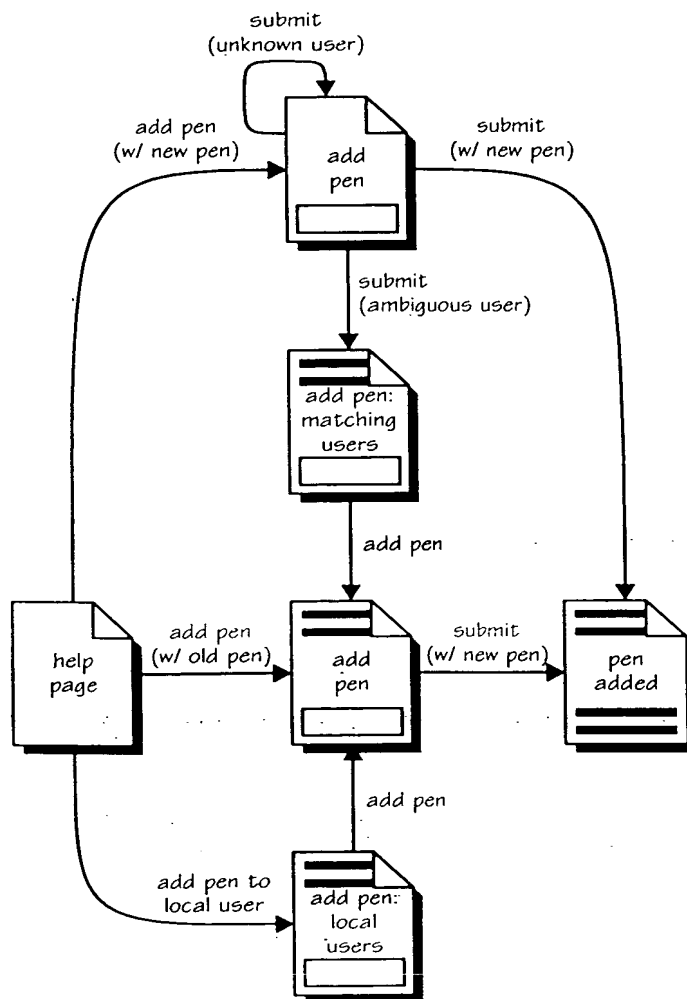 submit
(unknown user)
add pen
(w/ new pen)
submit
(w/ new pen)
add
pen
submit
(ambiguous user)
add pen:
matching
users
add pen
help
page
add pen
(w/ old pen)
add
pen
submit
(w/ new pen)
pen
added
add pen
add pen to
local user
add pen:
local
users